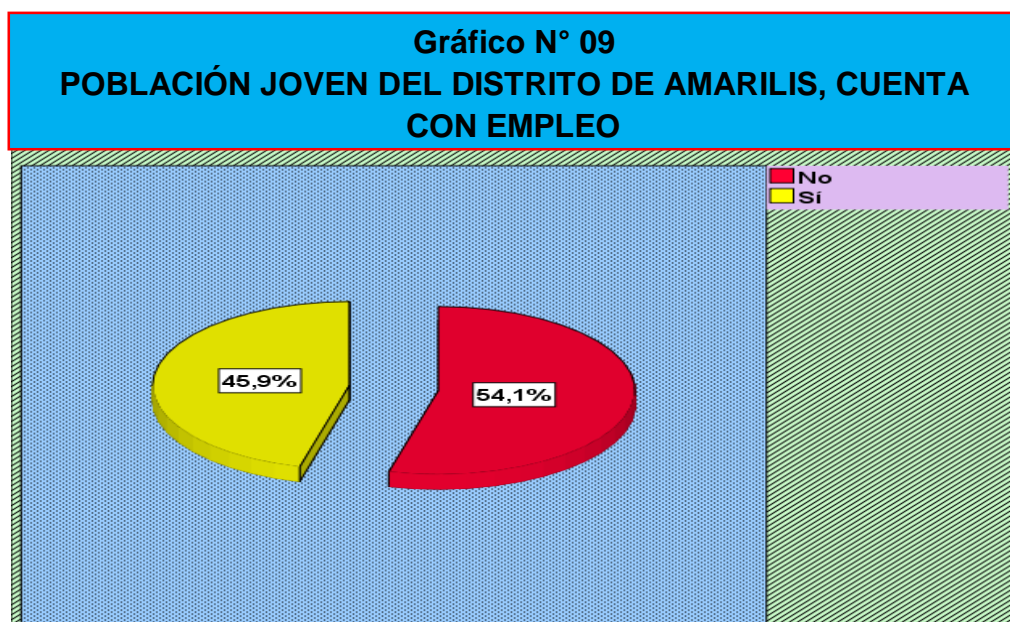 Gráfico N° 09
POBLACIÓN JOVEN DEL DISTRITO DE AMARILIS, CUENTA
CON EMPLEO
No
Sí
45,9%
54,1%